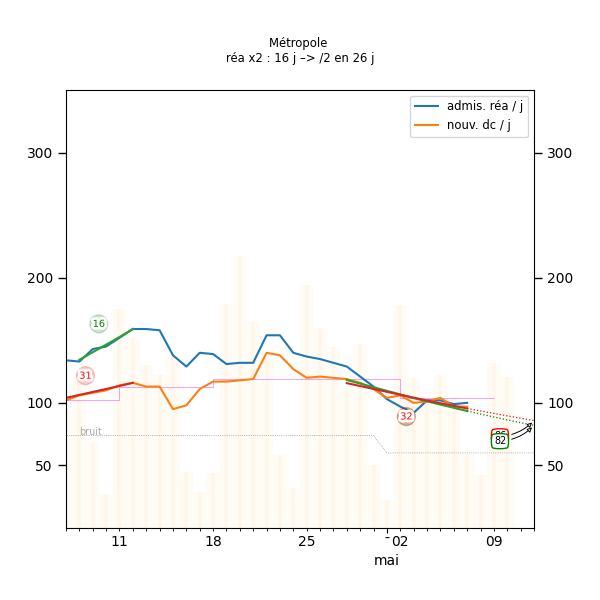 Métropole
réa x2 : 16 j –> /2 en 26 j
admis. réa / j
nouv. dc / j
300
300
200
200
16
31
100
100
32
bruit
82
50
50
11
18
25
02
09
mai